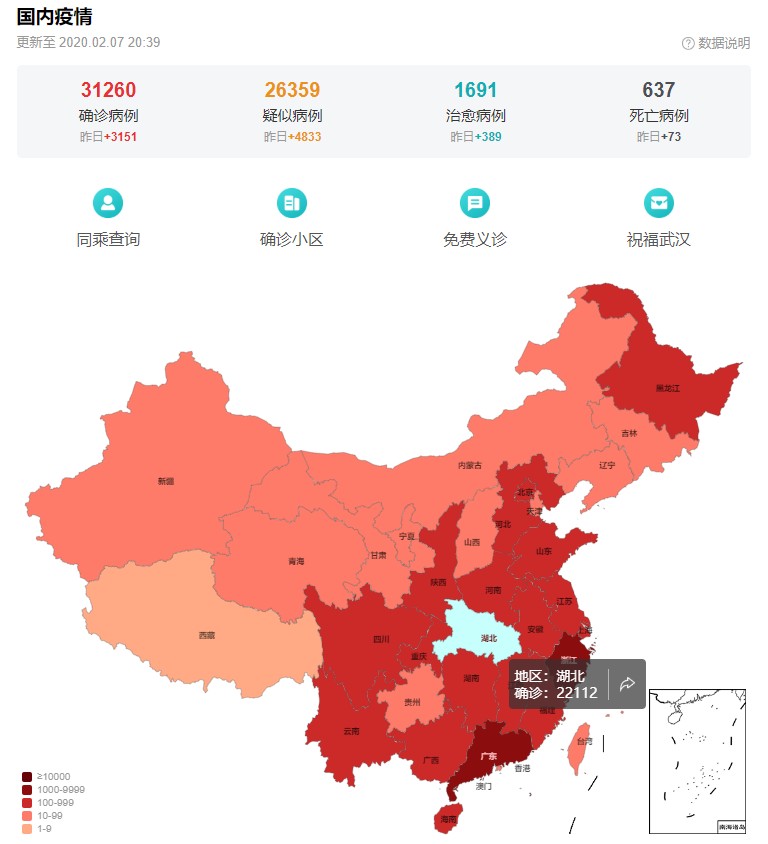 国内疫情
更新至 2020.02.07 20:39
数据说明
31260
26359
1691
637
确诊病例
疑似病例
治愈病例
死亡病例
昨日+3151
昨日+4833
昨日+389
昨日+73
同乘查询
确诊小区
免费义诊
祝福武汉
黑龙江
吉林
辽宁
内蒙古
新疆
北京
天津
河北
宁夏
山西
山东
甘肃
青海
陕西
河南
江苏
西藏
四川
湖北
安徽
上海
重庆
浙江
湖南
地区：湖北
确诊：22112
贵州
福建
云南
台湾
广西
广东
香港
澳门
海南
南海诸岛
≥10000
1000-9999
100-999
10-99
1-9